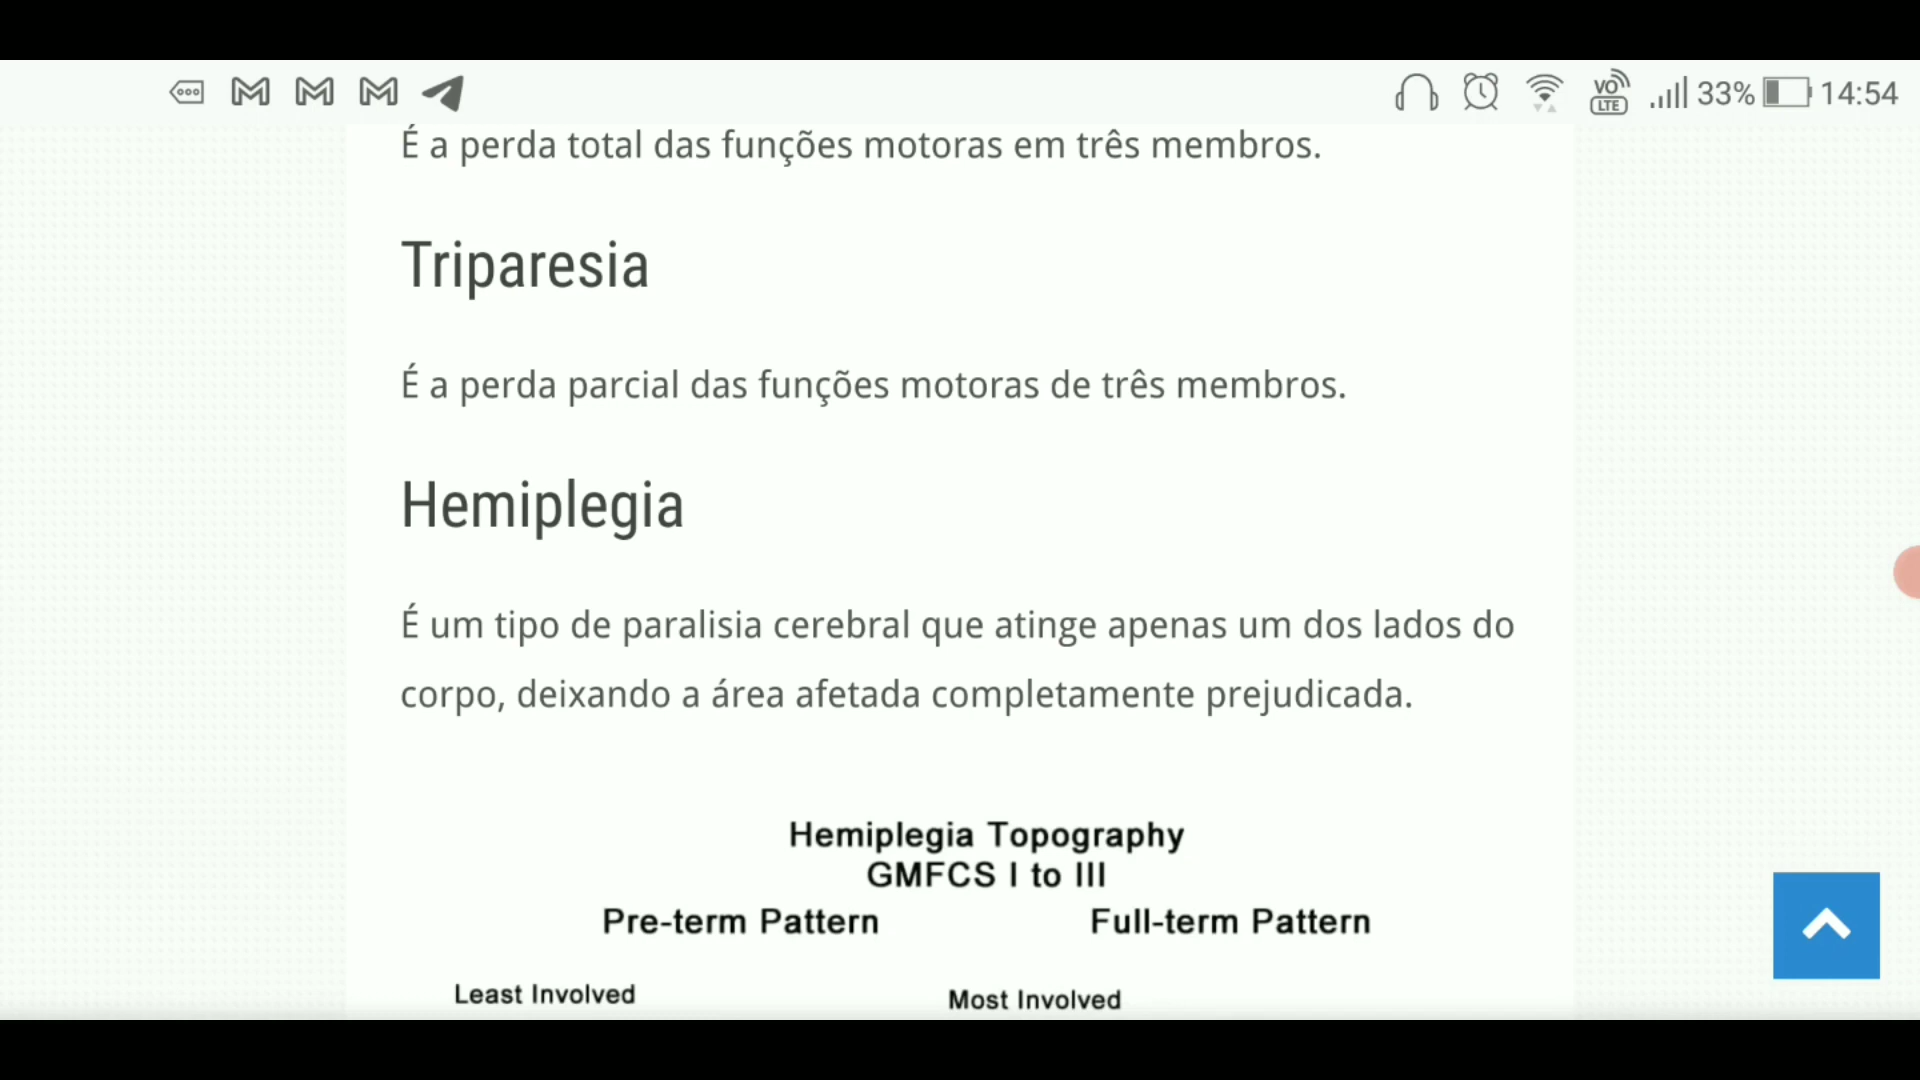 33% 14:54
VO LTE
É a perda total das funções motoras em três membros.
Triparesia
É a perda parcial das funções motoras de três membros.
Hemiplegia
É um tipo de paralisia cerebral que atinge apenas um dos lados do
corpo, deixando a área afetada completamente prejudicada.
Hemiplegia Topography
GMFCS I to III
Pre-term Pattern Full-term Pattern
Least Involved Most Involved